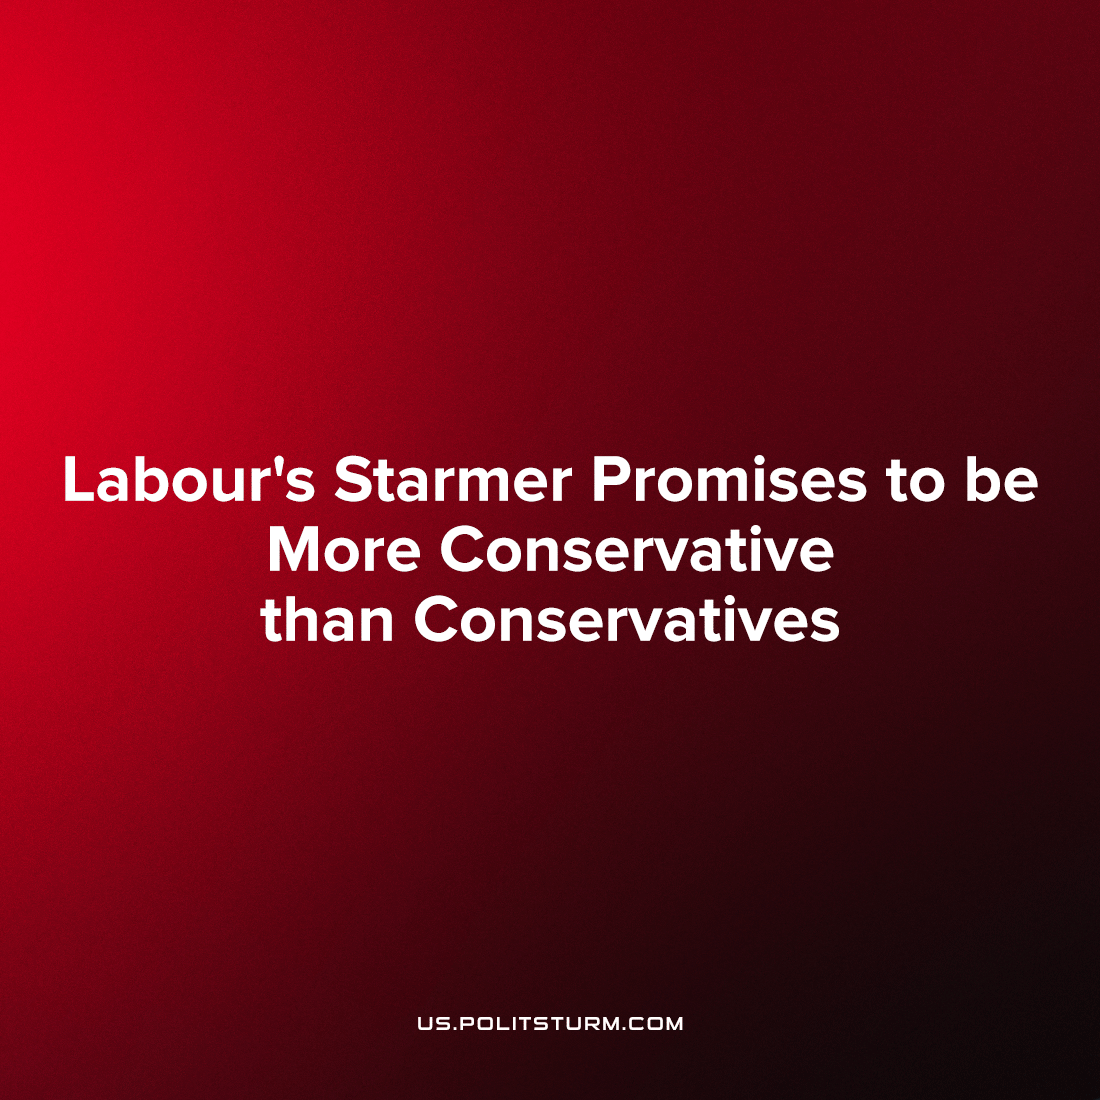 Labour's Starmer Promises to be
More Conservative
than Conservatives
US.POLITSTURM.COM